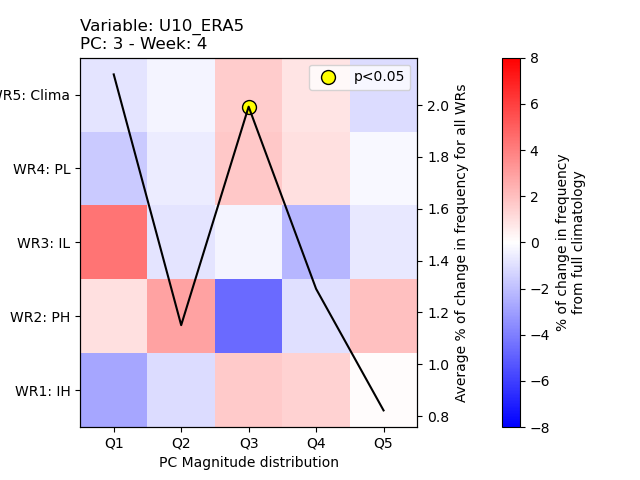 Variable: U10_ERA5
PC: 3 - Week: 4
p<0.05
WR5: Clima
WR4: PL
WR3: IL
WR2: PH
WR1: IH
Q1 Q2 Q3 Q4 Q5
PC Magnitude distribution
2.0
1.8
1.6
1.4
1.2
1.0
0.8
Average % of change in frequency for all WRs
8
6
4
2
0
−2
−4
−6
−8
% of change in frequency
from full climatology